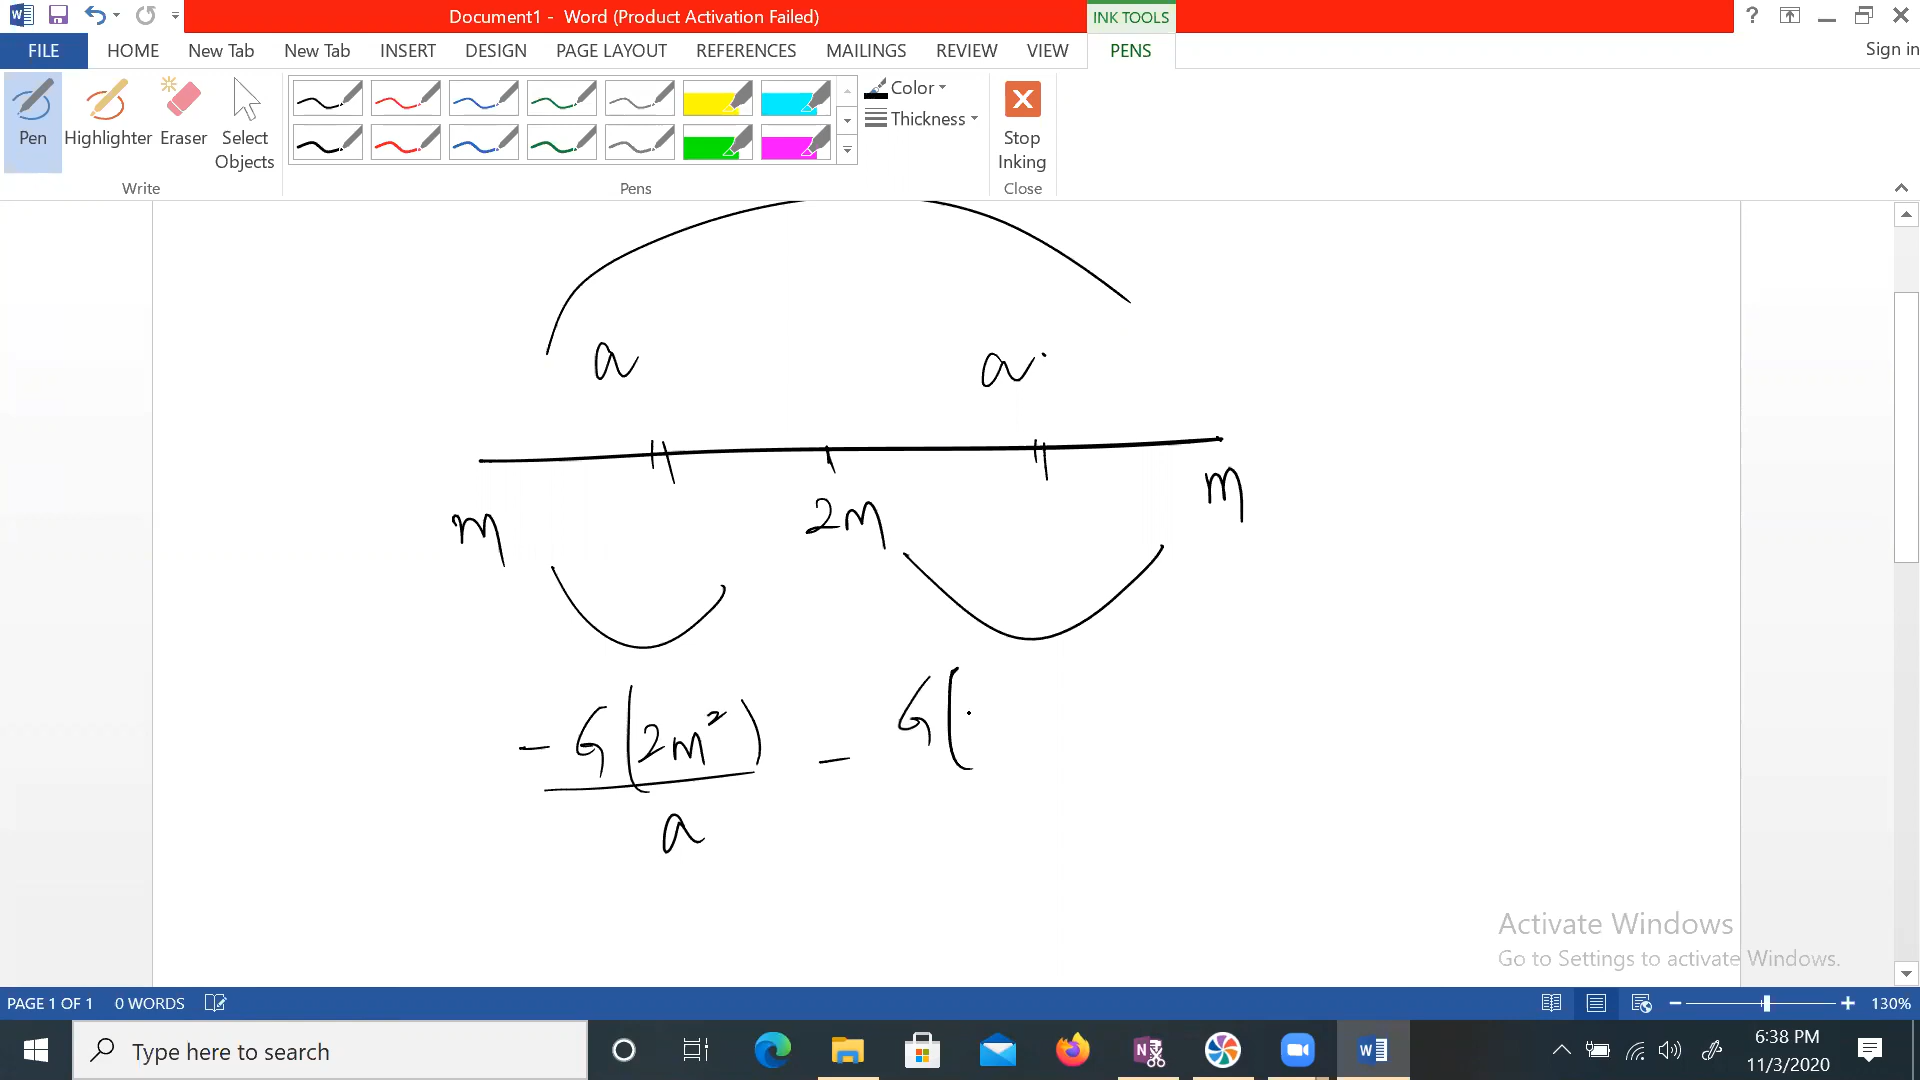 Document1 - Word (Product Activation Failed)
INK TOOLS
?
FILE HOME New Tab New Tab INSERT DESIGN PAGE LAYOUT REFERENCES MAILINGS REVIEW VIEW PENS
Sign in
Pen
Highlighter
Eraser
Select Objects
Color
Thickness
Stop Inking
Write
Pens
Close
a a
m 2m m
- G(2m²) - G(
a
Activate Windows
Go to Settings to activate Windows.
PAGE 1 OF 1 0 WORDS
130%
Type here to search
6:38 PM
11/3/2020